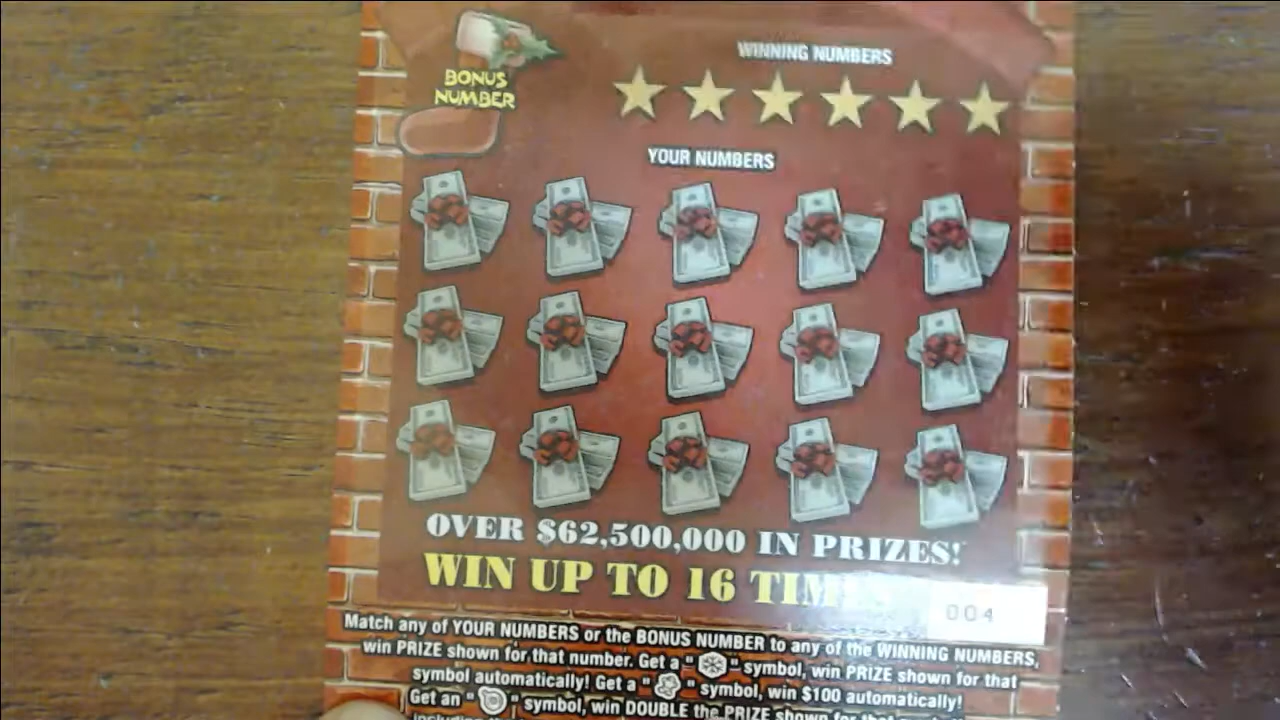 BONUS
NUMBER
WINNING NUMBERS
YOUR NUMBERS
OVER $62,500,000 IN PRIZES!
WIN UP TO 16
004
Match any of YOUR NUMBERS or the BONUS NUMBER to any of the WINNING NUMBERS,
win PRIZE shown for that number. Get a " " symbol, win PRIZE shown for that
symbol automatically! Get a " " symbol, win $100 automatically!
Get an " " symbol, win DOUBLE the PRIZE shown for that